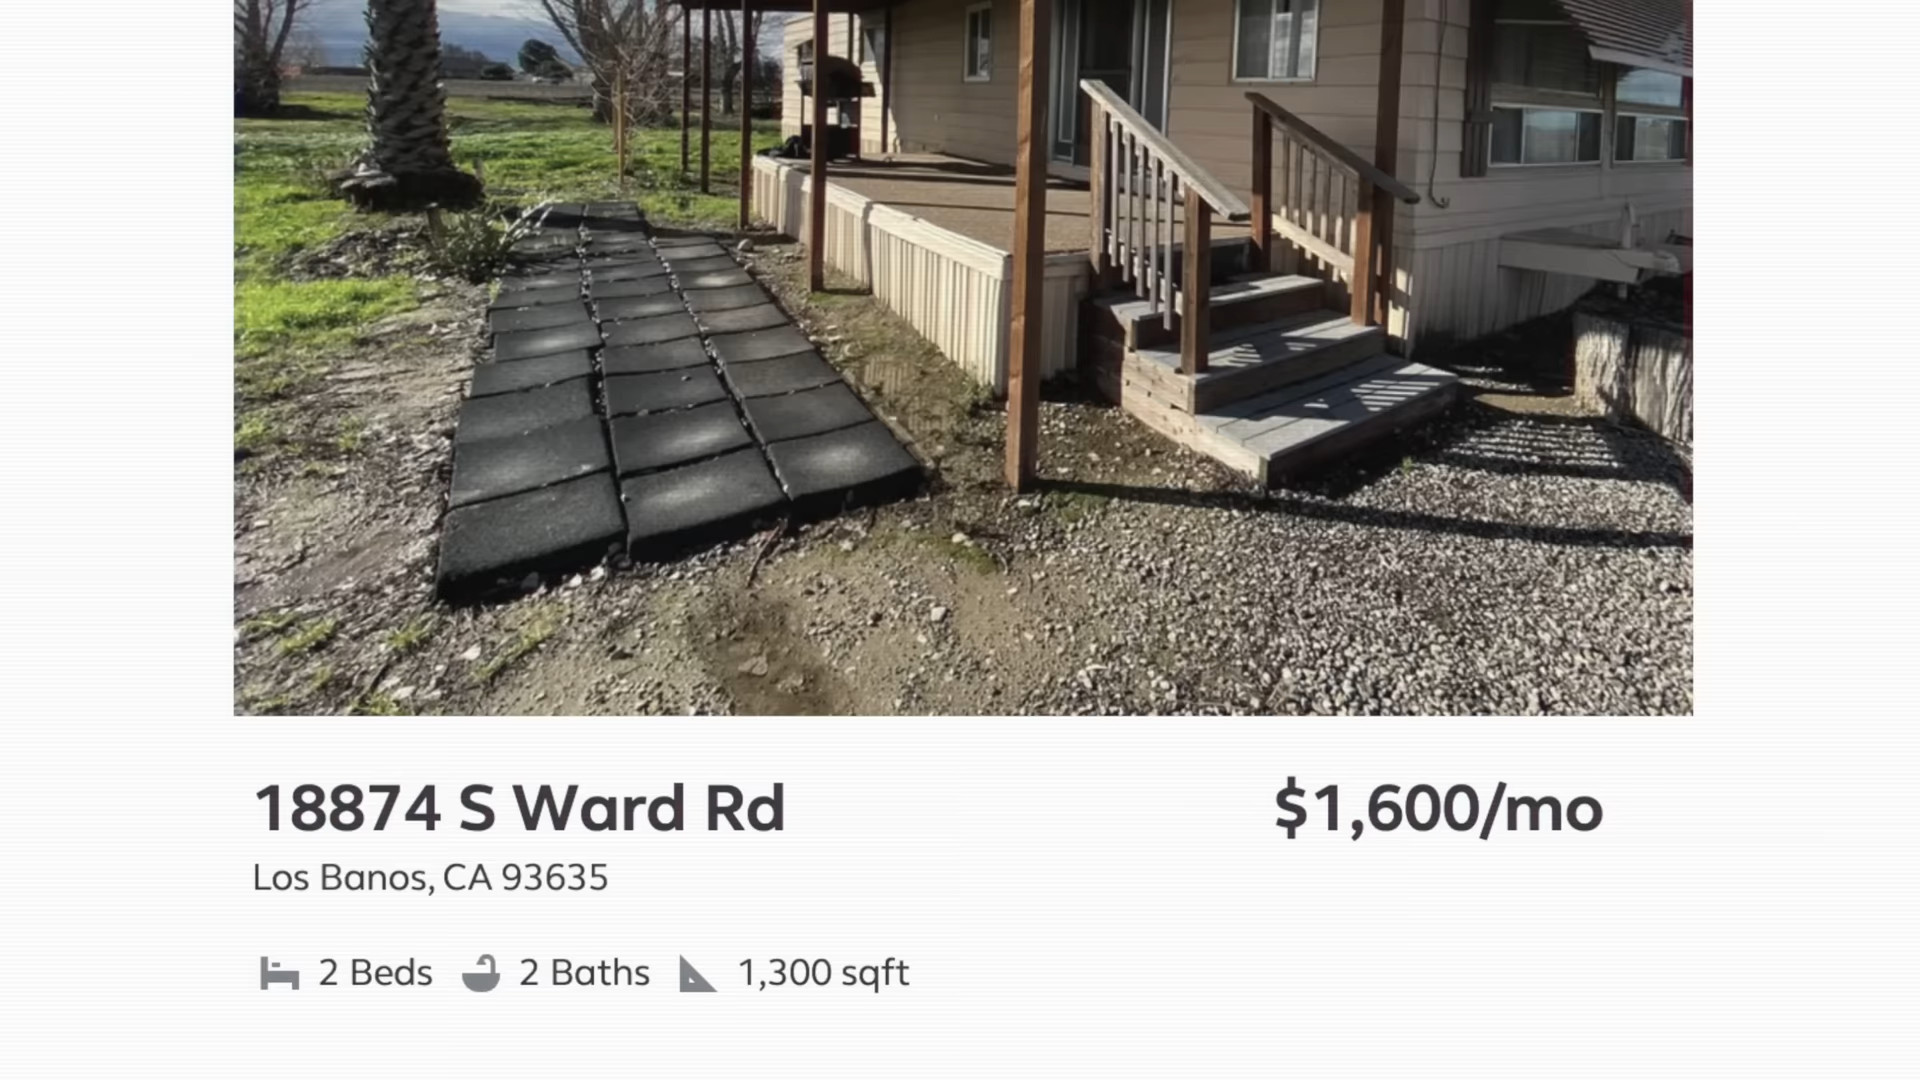 18874 S Ward Rd
$1,600/mo
Los Banos, CA 93635
2 Beds 2 Baths 1,300 sqft